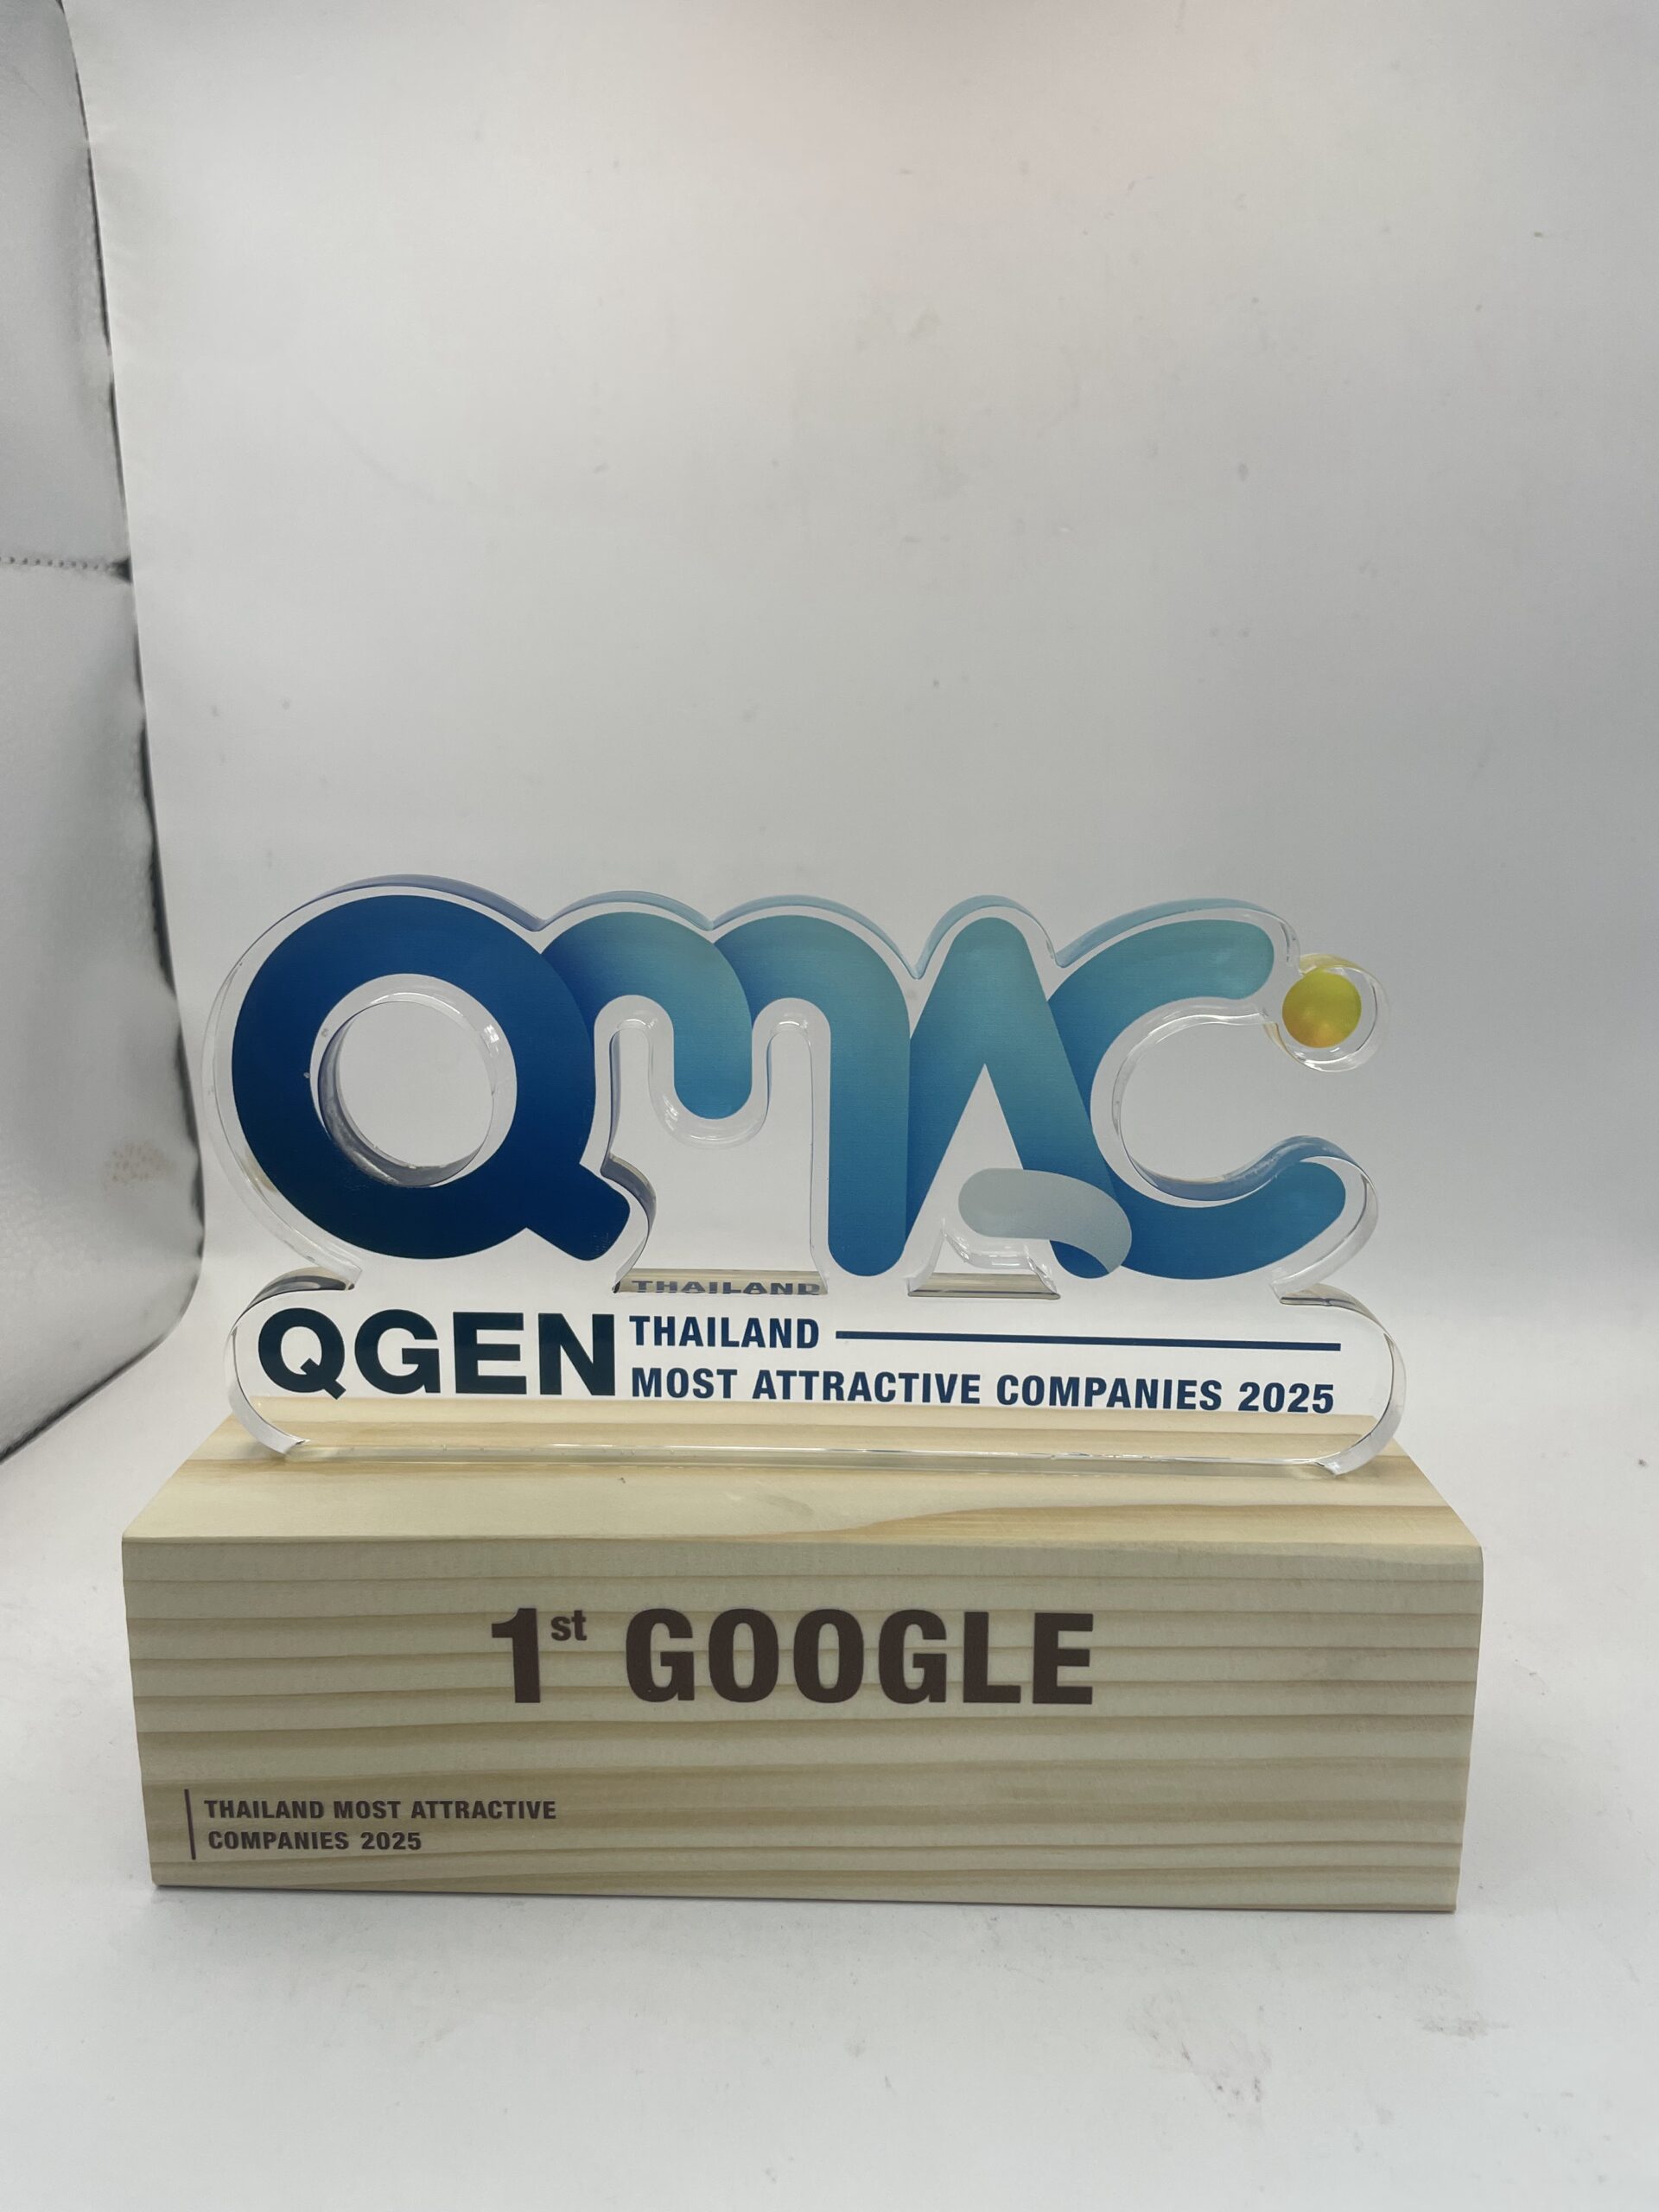 QMAC
THAILAND
QGEN THAILAND
MOST ATTRACTIVE COMPANIES 2025
1st GOOGLE
THAILAND MOST ATTRACTIVE
COMPANIES 2025